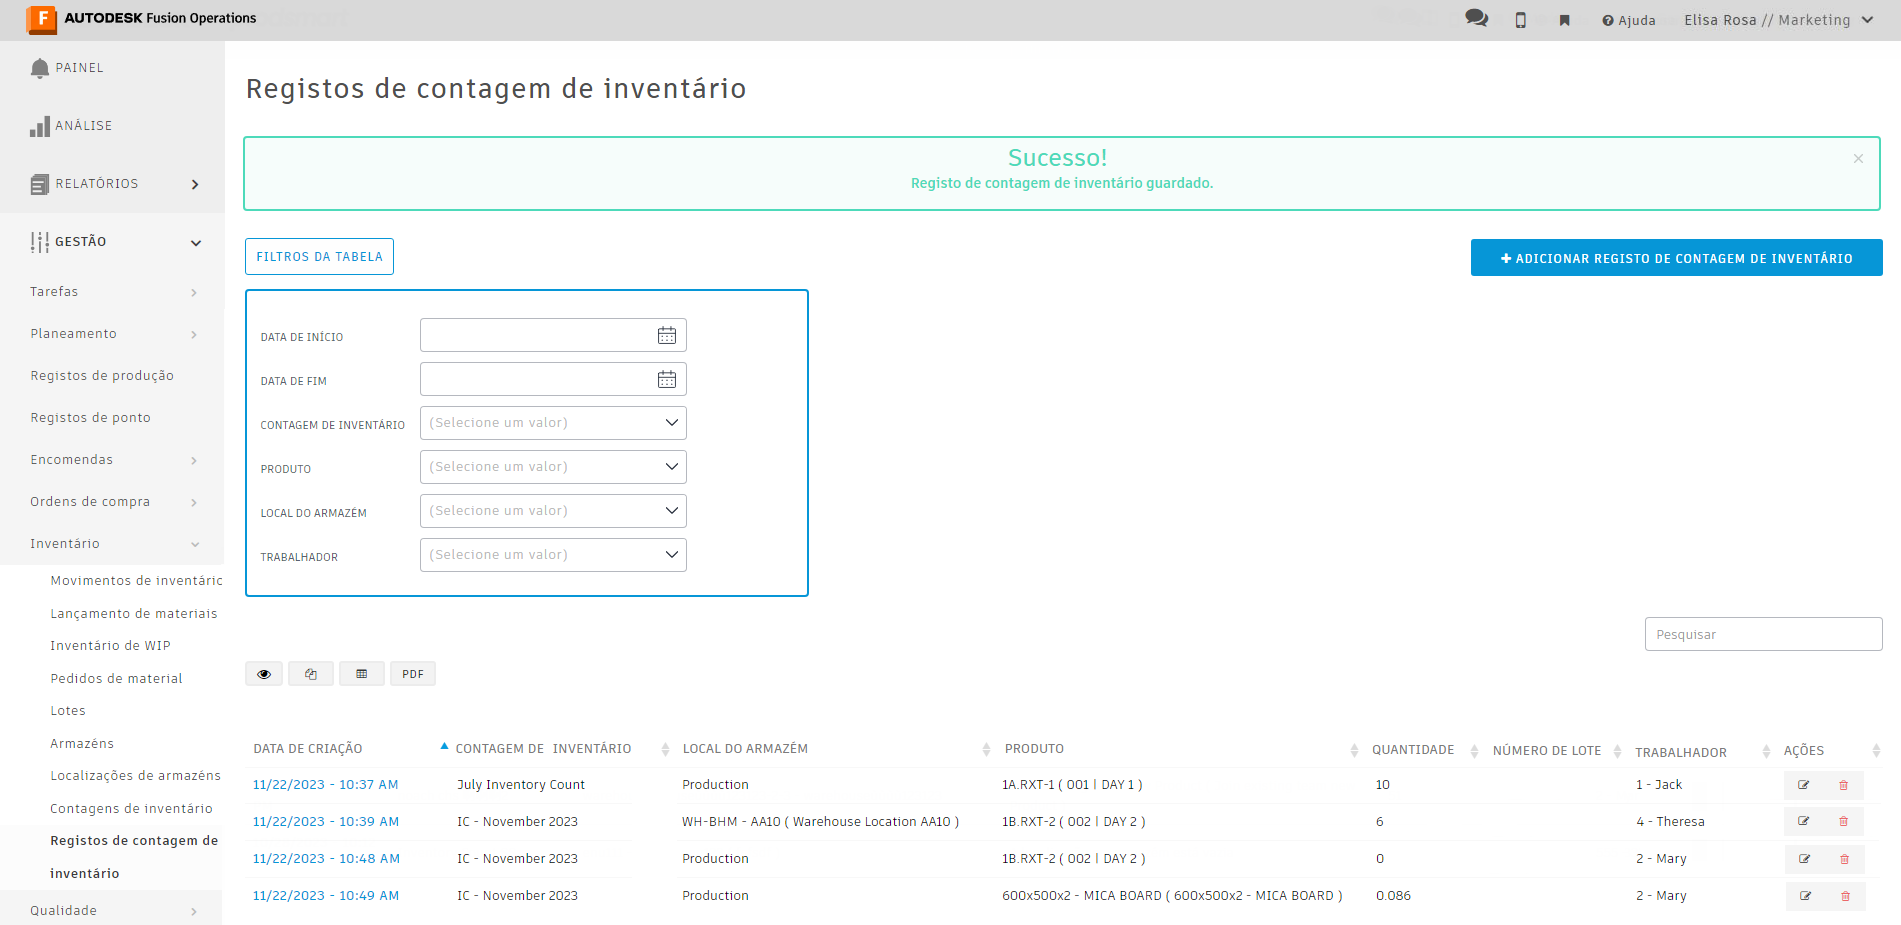 AUTODESK Fusion Operations
Ajuda
Elisa Rosa // Marketing
PAINEL
ANÁLISE
RELATÓRIOS
GESTÃO
Tarefas
Planeamento
Registos de produção
Registos de ponto
Encomendas
Ordens de compra
Inventário
Movimentos de inventário
Lançamento de materiais
Inventário de WIP
Pedidos de material
Lotes
Armazéns
Localizações de armazéns
Contagens de inventário
Registos de contagem de
inventário
Qualidade
Registos de contagem de inventário
Sucesso!
Registo de contagem de inventário guardado.
×
FILTROS DA TABELA
+ ADICIONAR REGISTO DE CONTAGEM DE INVENTÁRIO
DATA DE INÍCIO
DATA DE FIM
CONTAGEM DE INVENTÁRIO (Selecione um valor)
PRODUTO (Selecione um valor)
LOCAL DO ARMAZÉM (Selecione um valor)
TRABALHADOR (Selecione um valor)
Pesquisar
PDF
DATA DE CRIAÇÃO CONTAGEM DE INVENTÁRIO LOCAL DO ARMAZÉM PRODUTO QUANTIDADE NÚMERO DE LOTE TRABALHADOR AÇÕES
11/22/2023 - 10:37 AM July Inventory Count Production 1A.RXT-1 ( 001 | DAY 1 ) 10 1 - Jack
11/22/2023 - 10:39 AM IC - November 2023 WH-BHM - AA10 ( Warehouse Location AA10 ) 1B.RXT-2 ( 002 | DAY 2 ) 6 4 - Theresa
11/22/2023 - 10:48 AM IC - November 2023 Production 1B.RXT-2 ( 002 | DAY 2 ) 0 2 - Mary
11/22/2023 - 10:49 AM IC - November 2023 Production 600x500x2 - MICA BOARD ( 600x500x2 - MICA BOARD ) 0.086 2 - Mary